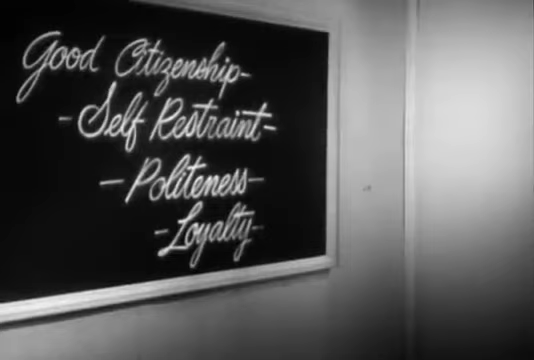 Good Citizenship-
-Self Restraint-
-Politeness-
-Loyalty-